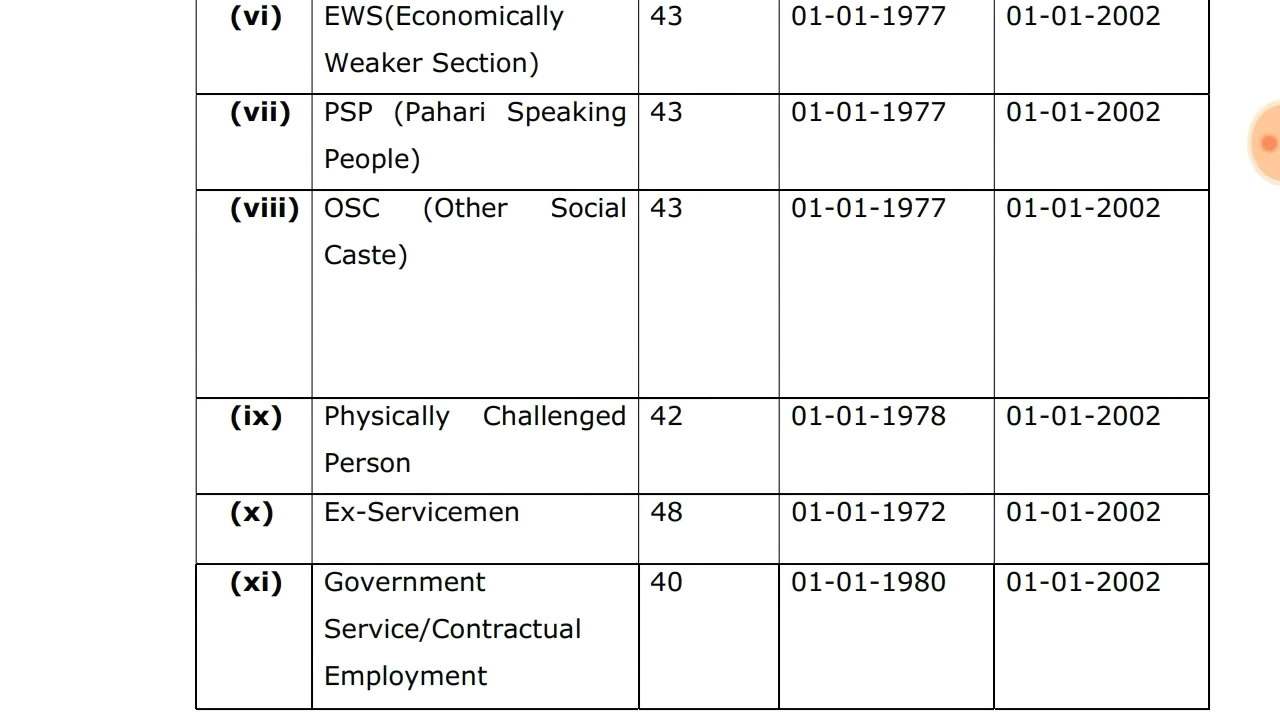 (vi) EWS(Economically 43 01-01-1977 01-01-2002
Weaker Section)
(vii) PSP (Pahari Speaking 43 01-01-1977 01-01-2002
People)
(viii) OSC (Other Social 43 01-01-1977 01-01-2002
Caste)
(ix) Physically Challenged 42 01-01-1978 01-01-2002
Person
(x) Ex-Servicemen 48 01-01-1972 01-01-2002
(xi) Government 40 01-01-1980 01-01-2002
Service/Contractual
Employment